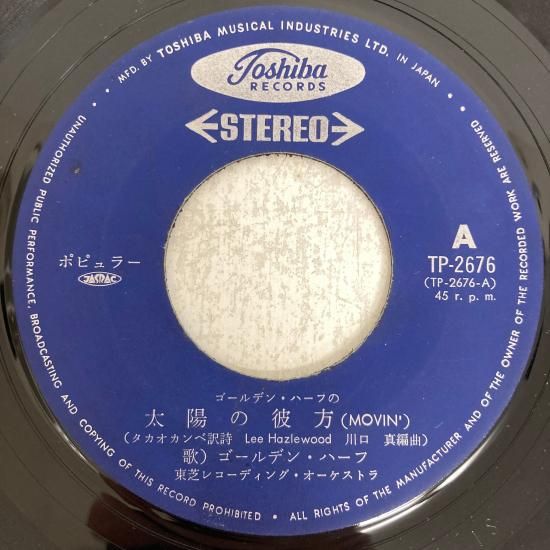 MFD. BY TOSHIBA MUSICAL INDUSTRIES LTD. IN JAPAN
Toshiba
RECORDS
STEREO
A
TP-2676
(TP-2676-A)
45 r. p. m.
ポピュラー
JASRAC
ゴールデン・ハーフの
太陽の彼方 (MOVIN')
(タカオカンベ訳詩 Lee Hazlewood 川口 真編曲)
歌) ゴールデン・ハーフ
東芝レコーディング・オーケストラ
UNAUTHORIZED PUBLIC PERFORMANCE, BROADCASTING AND COPYING OF THIS RECORD PROHIBITED • ALL RIGHTS OF THE MANUFACTURER AND OF THE OWNER OF THE RECORDED WORK ARE RESERVED